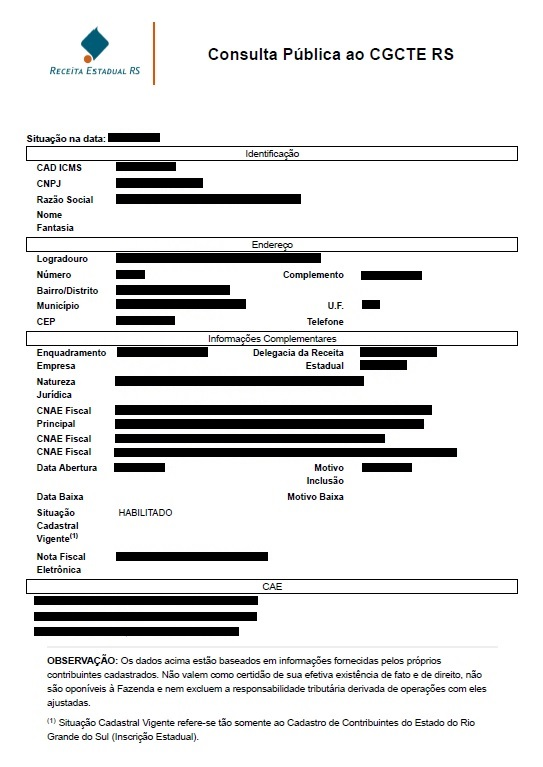 Consulta Pública ao CGCTE RS
RECEITA ESTADUAL RS
Situação na data:
Identificação
CAD ICMS
CNPJ
Razão Social
Nome
Fantasia
Endereço
Logradouro
Número Complemento
Bairro/Distrito
Município U.F.
CEP Telefone
Informações Complementares
Enquadramento Delegacia da Receita
Empresa Estadual
Natureza
Jurídica
CNAE Fiscal
Principal
CNAE Fiscal
CNAE Fiscal
Data Abertura Motivo
Inclusão
Data Baixa Motivo Baixa
Situação HABILITADO
Cadastral
Vigente(1)
Nota Fiscal
Eletrônica
CAE
OBSERVAÇÃO: Os dados acima estão baseados em informações fornecidas pelos próprios
contribuintes cadastrados. Não valem como certidão de sua efetiva existência de fato e de direito, não
são oponíveis à Fazenda e nem excluem a responsabilidade tributária derivada de operações com eles
ajustadas.
(1) Situação Cadastral Vigente refere-se tão somente ao Cadastro de Contribuintes do Estado do Rio
Grande do Sul (Inscrição Estadual).